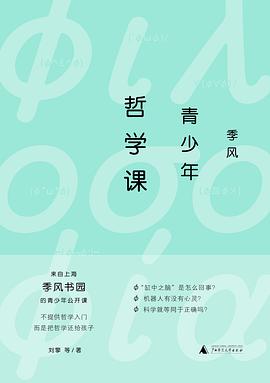 φιλ
οσο
φία
季风
青少年
哲学课
来自上海
季风书园
的青少年公开课
不提供哲学入门
而是把哲学还给孩子
刘擎 等/著
φ “缸中之脑”是怎么回事?
φ 机器人有没有心灵?
φ 科学就等同于正确吗?
广西师范大学出版社